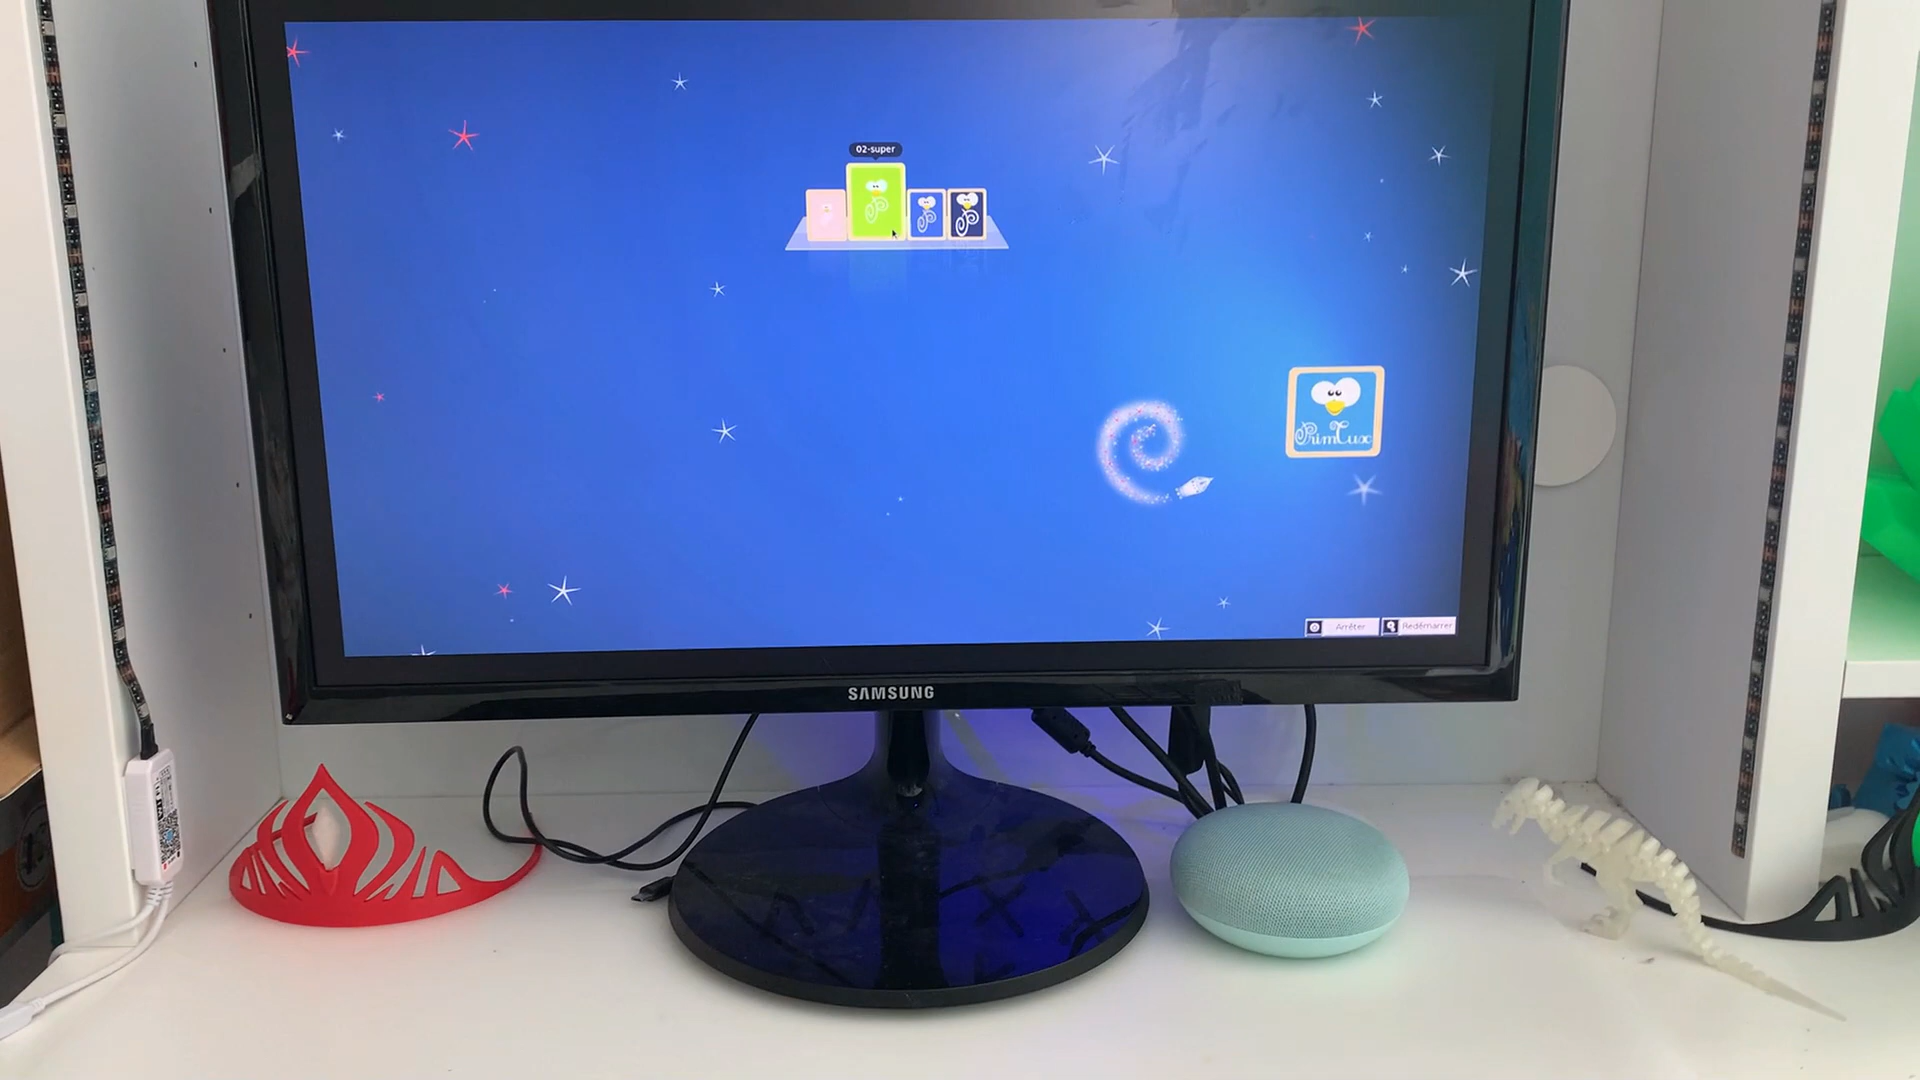 02-super
PrimTux
Arrêter
Redémarrer
SAMSUNG